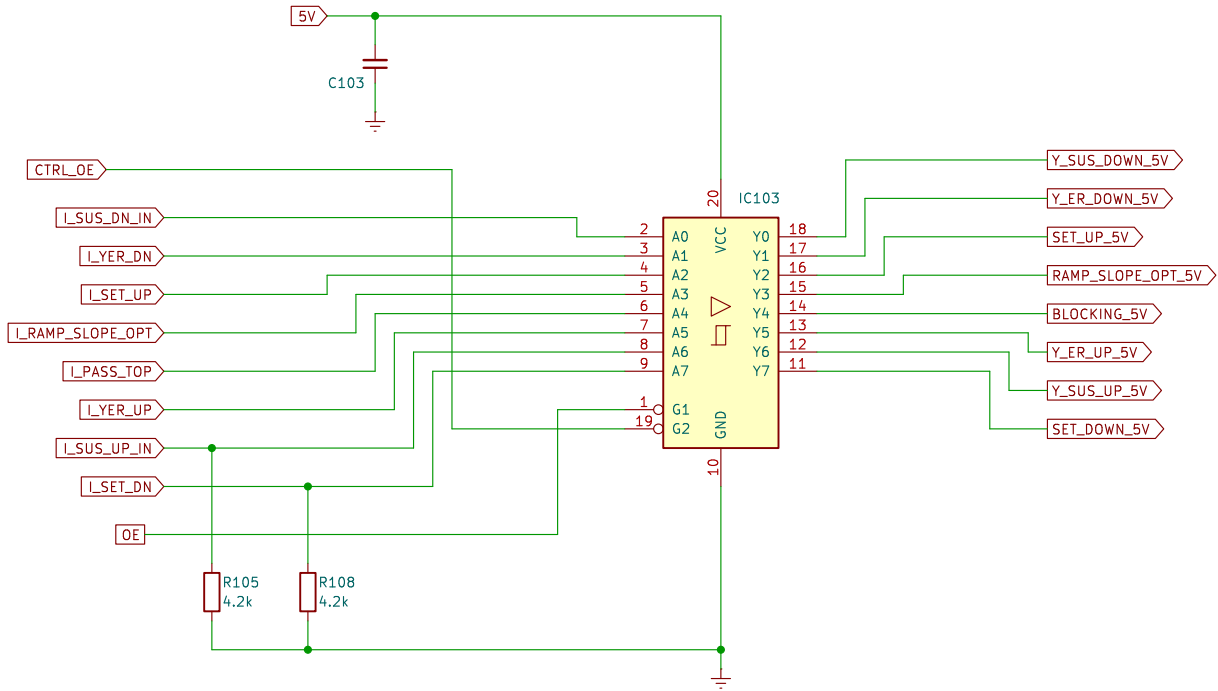 5V
C103
CTRL_OE
I_SUS_DN_IN
I_YER_DN
I_SET_UP
I_RAMP_SLOPE_OPT
I_PASS_TOP
I_YER_UP
I_SUS_UP_IN
I_SET_DN
OE
R105
4.2k
R108
4.2k
IC103
20
VCC
2 A0 Y0 18
3 A1 Y1 17
4 A2 Y2 16
5 A3 Y3 15
6 A4 Y4 14
7 A5 Y5 13
8 A6 Y6 12
9 A7 Y7 11
1 G1
19 G2
GND
10
Y_SUS_DOWN_5V
Y_ER_DOWN_5V
SET_UP_5V
RAMP_SLOPE_OPT_5V
BLOCKING_5V
Y_ER_UP_5V
Y_SUS_UP_5V
SET_DOWN_5V